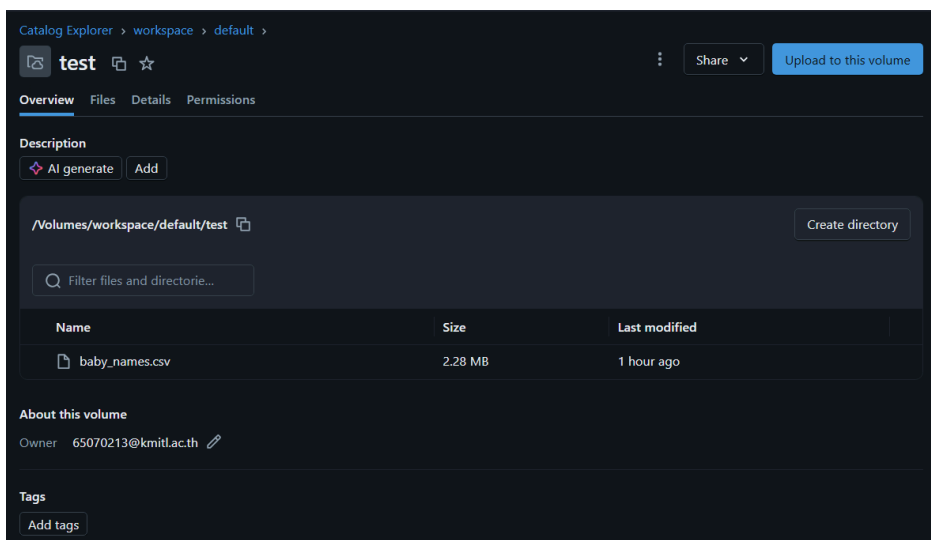 Catalog Explorer > workspace > default >
test
Share
Upload to this volume
Overview Files Details Permissions
Description
AI generate Add
/Volumes/workspace/default/test
Create directory
Filter files and directorie...
Name Size Last modified
baby_names.csv 2.28 MB 1 hour ago
About this volume
Owner 65070213@kmitl.ac.th
Tags
Add tags